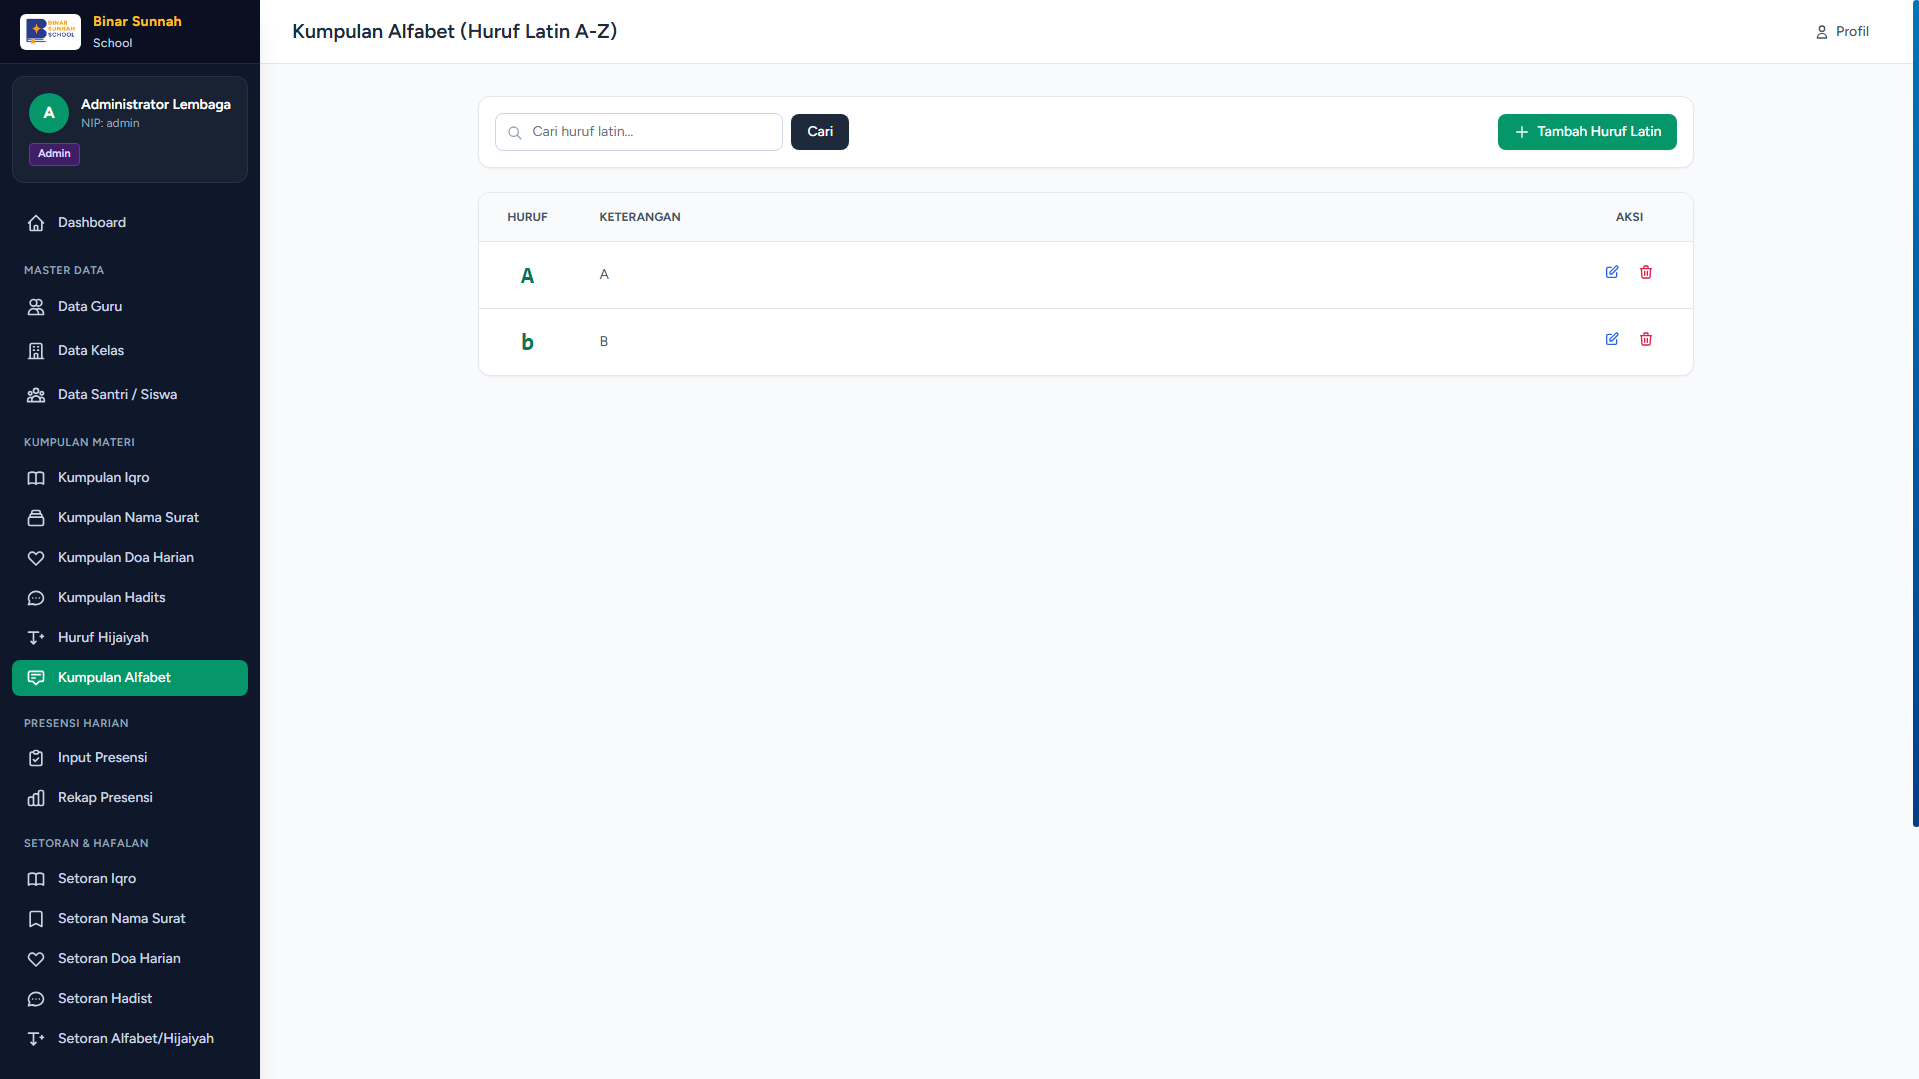 BINAR
SUNNAH
SCHOOL
Binar Sunnah
School
A
Administrator Lembaga
NIP: admin
Admin
Dashboard
MASTER DATA
Data Guru
Data Kelas
Data Santri / Siswa
KUMPULAN MATERI
Kumpulan Iqro
Kumpulan Nama Surat
Kumpulan Doa Harian
Kumpulan Hadits
Huruf Hijaiyah
Kumpulan Alfabet
PRESENSI HARIAN
Input Presensi
Rekap Presensi
SETORAN & HAFALAN
Setoran Iqro
Setoran Nama Surat
Setoran Doa Harian
Setoran Hadist
Setoran Alfabet/Hijaiyah
Kumpulan Alfabet (Huruf Latin A-Z)
Profil
Cari huruf latin...
Cari
Tambah Huruf Latin
HURUF KETERANGAN AKSI
A A
b B